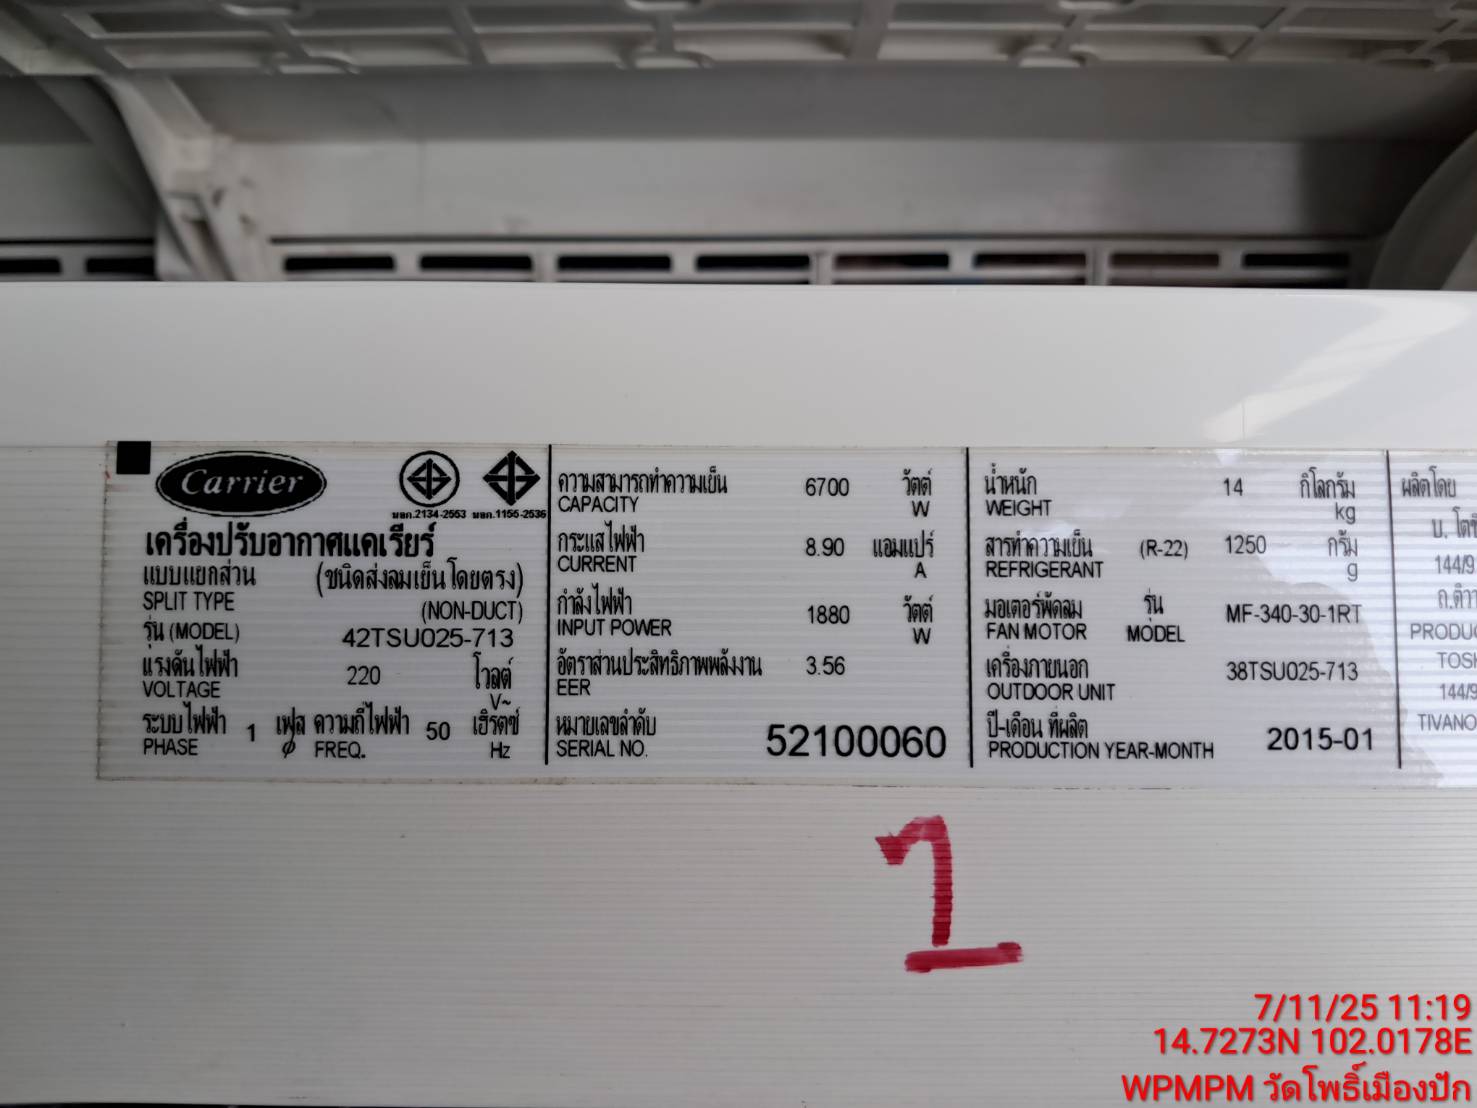 Carrier
มอก.2134-2553 มอก.1155-2536
เครื่องปรับอากาศแคเรียร์
แบบแยกส่วน (ชนิดส่งลมเย็นโดยตรง)
SPLIT TYPE (NON-DUCT)
รุ่น (MODEL) 42TSU025-713
แรงดันไฟฟ้า 220 โวลต์
VOLTAGE V~
ระบบไฟฟ้า 1 เฟส ความถี่ไฟฟ้า 50 เฮิรตซ์
PHASE ϕ FREQ. Hz
ความสามารถทำความเย็น 6700 วัตต์
CAPACITY W
กระแสไฟฟ้า 8.90 แอมแปร์
CURRENT A
กำลังไฟฟ้า 1880 วัตต์
INPUT POWER W
อัตราส่วนประสิทธิภาพพลังงาน 3.56
EER
หมายเลขลำดับ
SERIAL NO. 52100060
น้ำหนัก 14 กิโลกรัม
WEIGHT kg
สารทำความเย็น (R-22) 1250 กรัม
REFRIGERANT g
มอเตอร์พัดลม รุ่น MF-340-30-1RT
FAN MOTOR MODEL
เครื่องภายนอก 38TSU025-713
OUTDOOR UNIT
ปี-เดือน ที่ผลิต
PRODUCTION YEAR-MONTH 2015-01
ผลิตโดย
บ. โตชิ
144/9
ถ.ติวา
PRODUC
TOSH
144/9
TIVANO
1
7/11/25 11:19
14.7273N 102.0178E
WPMPM วัดโพธิ์เมืองปัก